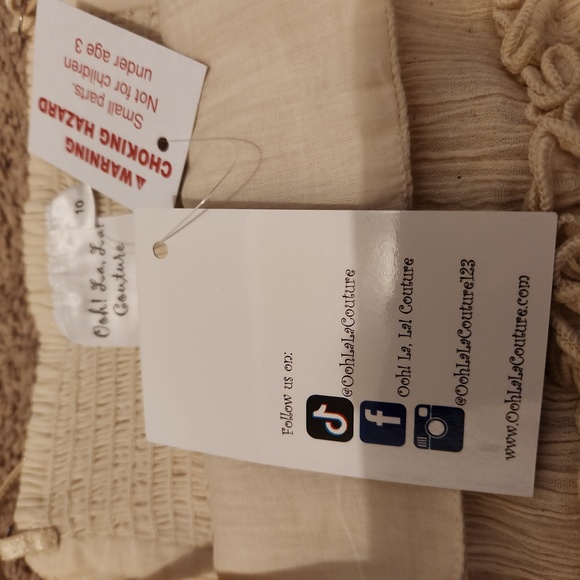 ⚠WARNING
CHOKING HAZARD
Small parts.
Not for children
under age 3
10
Ooh! La, La!
Couture
Follow us on:
@OohLaLaCouture
Ooh! La, La! Couture
@OohLaLaCouture123
www.OohLaLaCouture.com